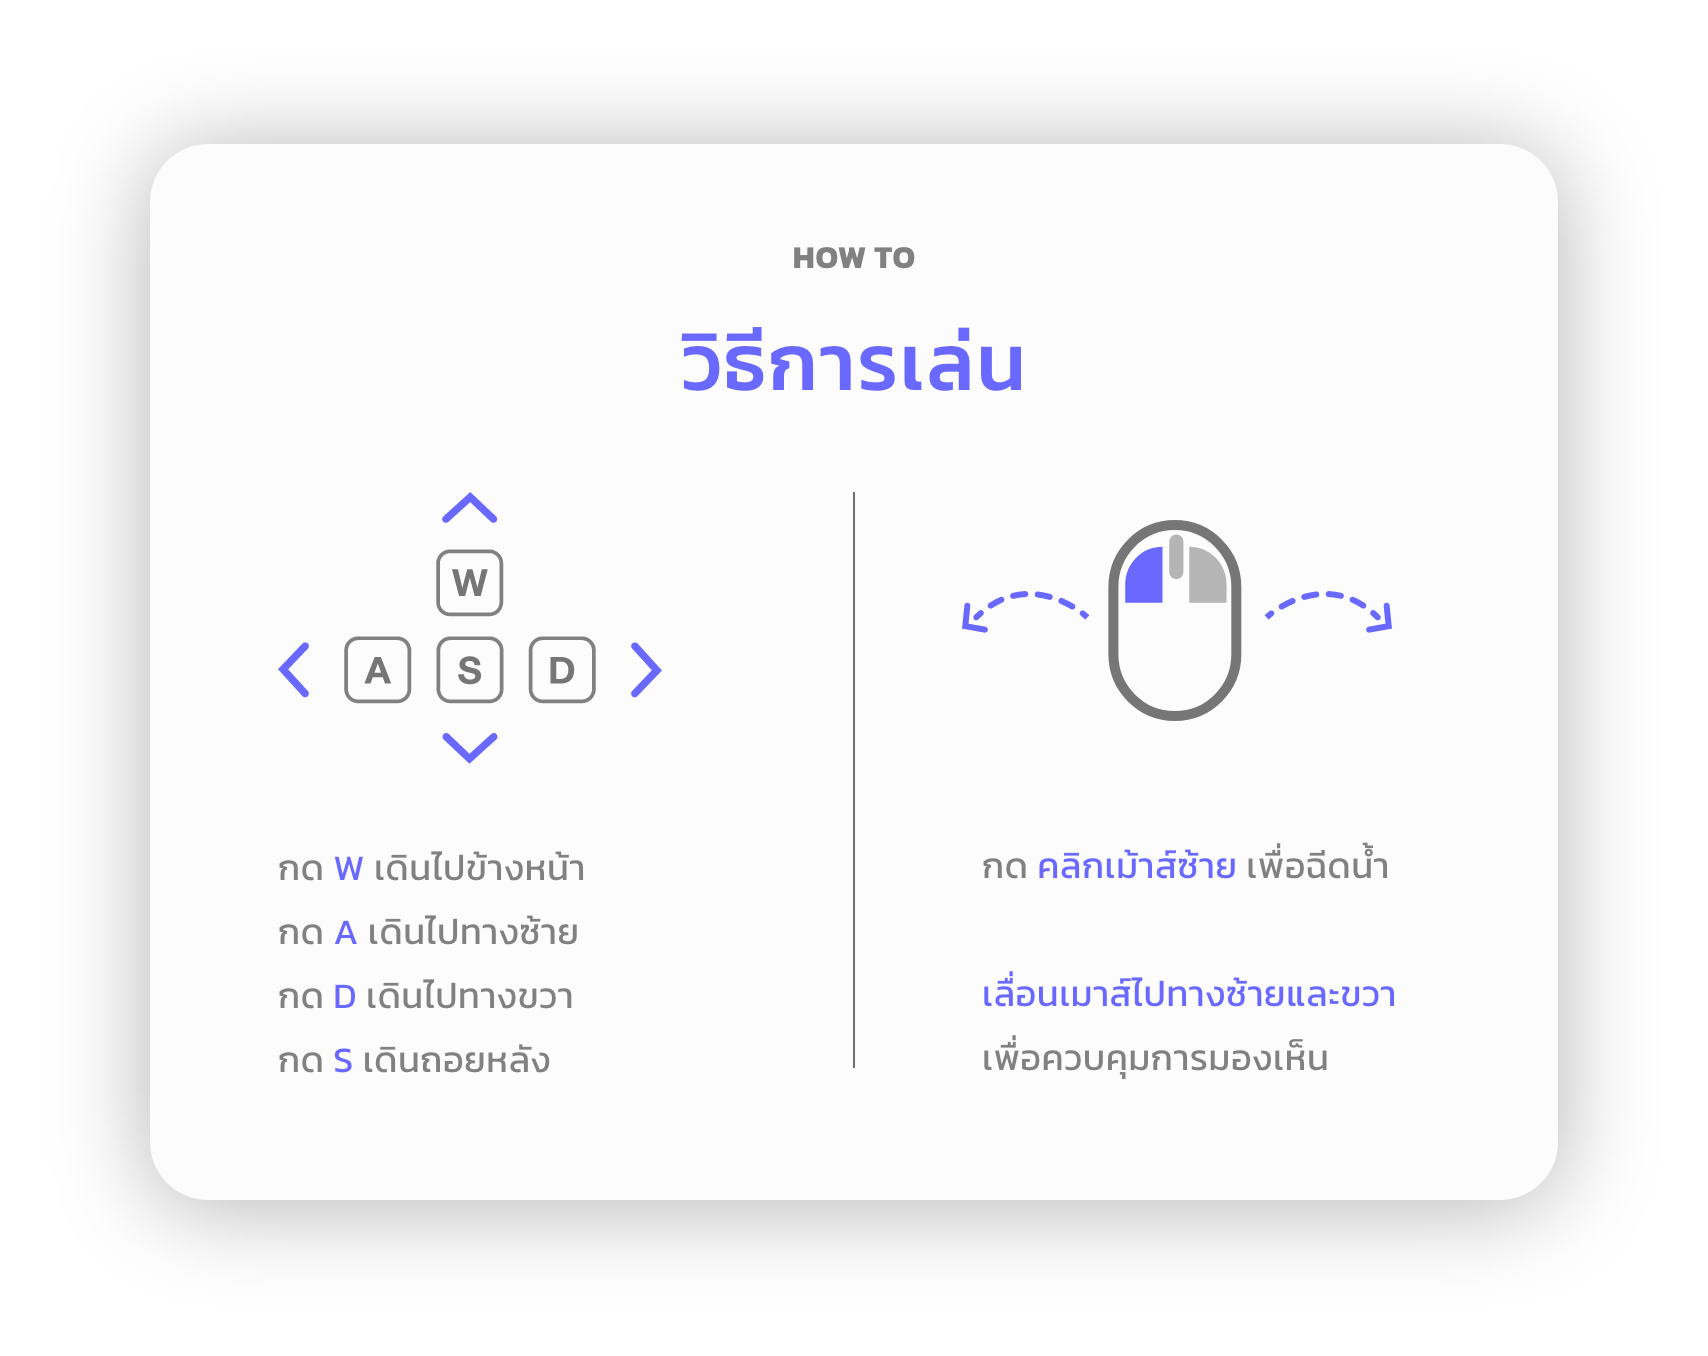 HOW TO
วิธีการเล่น
W
A S D
กด W เดินไปข้างหน้า
กด A เดินไปทางซ้าย
กด D เดินไปทางขวา
กด S เดินถอยหลัง
กด คลิกเม้าส์ซ้าย เพื่อฉีดน้ำ
เลื่อนเมาส์ไปทางซ้ายและขวา
เพื่อควบคุมการมองเห็น